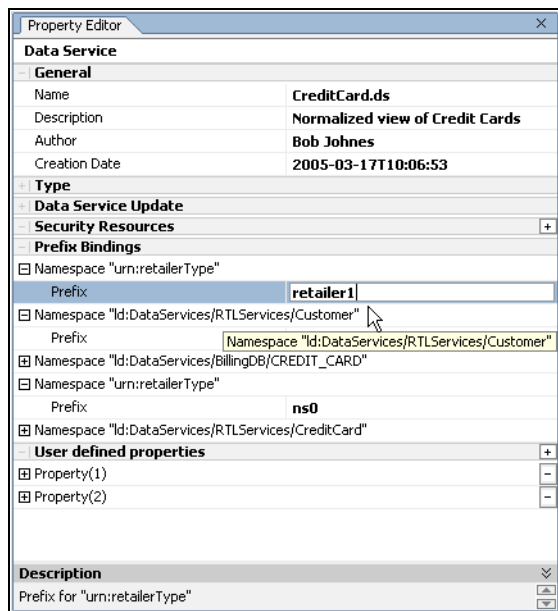 Property Editor
Data Service
General
Name CreditCard.ds
Description Normalized view of Credit Cards
Author Bob Johnes
Creation Date 2005-03-17T10:06:53
Type
Data Service Update
Security Resources
Prefix Bindings
Namespace "urn:retailerType"
Prefix retailer1
Namespace "ld:DataServices/RTLServices/Customer"
Prefix
Namespace "ld:DataServices/RTLServices/Customer"
Namespace "ld:DataServices/BillingDB/CREDIT_CARD"
Namespace "urn:retailerType"
Prefix ns0
Namespace "ld:DataServices/RTLServices/CreditCard"
User defined properties
Property(1)
Property(2)
Description
Prefix for "urn:retailerType"